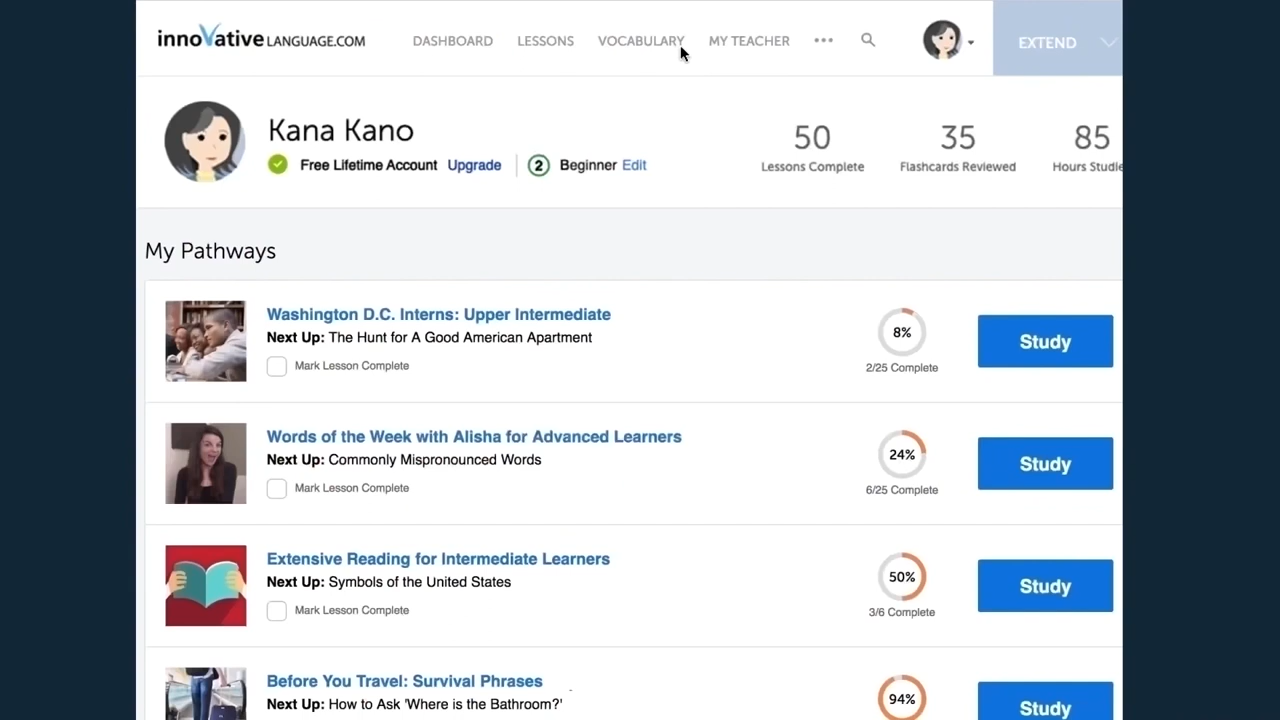 innoVative LANGUAGE.COM
DASHBOARD LESSONS VOCABULARY MY TEACHER ••• EXTEND
Kana Kano
Free Lifetime Account Upgrade 2 Beginner Edit
50 35 85
Lessons Complete Flashcards Reviewed Hours Studie
My Pathways
Washington D.C. Interns: Upper Intermediate
Next Up: The Hunt for A Good American Apartment
Mark Lesson Complete
8%
2/25 Complete
Study
Words of the Week with Alisha for Advanced Learners
Next Up: Commonly Mispronounced Words
Mark Lesson Complete
24%
6/25 Complete
Study
Extensive Reading for Intermediate Learners
Next Up: Symbols of the United States
Mark Lesson Complete
50%
3/6 Complete
Study
Before You Travel: Survival Phrases
Next Up: How to Ask 'Where is the Bathroom?'
94%
Study